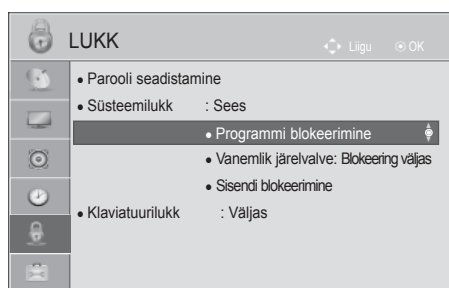 LUKK
Liigu OK
• Parooli seadistamine
• Süsteemilukk : Sees
• Programmi blokeerimine
• Vanemlik järelvalve: Blokeering väljas
• Sisendi blokeerimine
• Klaviatuurilukk : Väljas